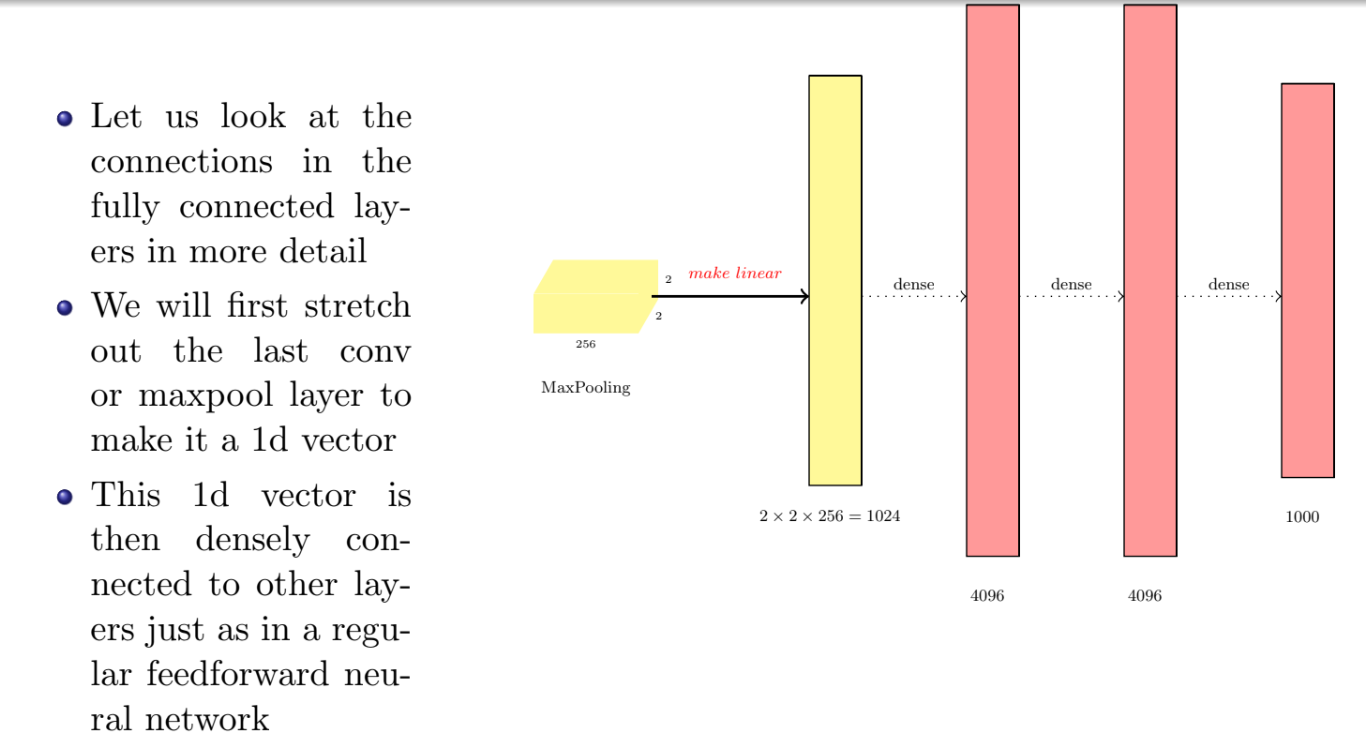 Let us look at the
connections in the
fully connected lay-
ers in more detail
We will first stretch
out the last conv
or maxpool layer to
make it a 1d vector
This 1d vector is
then densely con-
nected to other lay-
ers just as in a regu-
lar feedforward neu-
ral network
2
make linear
2
256
MaxPooling
dense
dense
dense
2 × 2 × 256 = 1024
1000
4096
4096